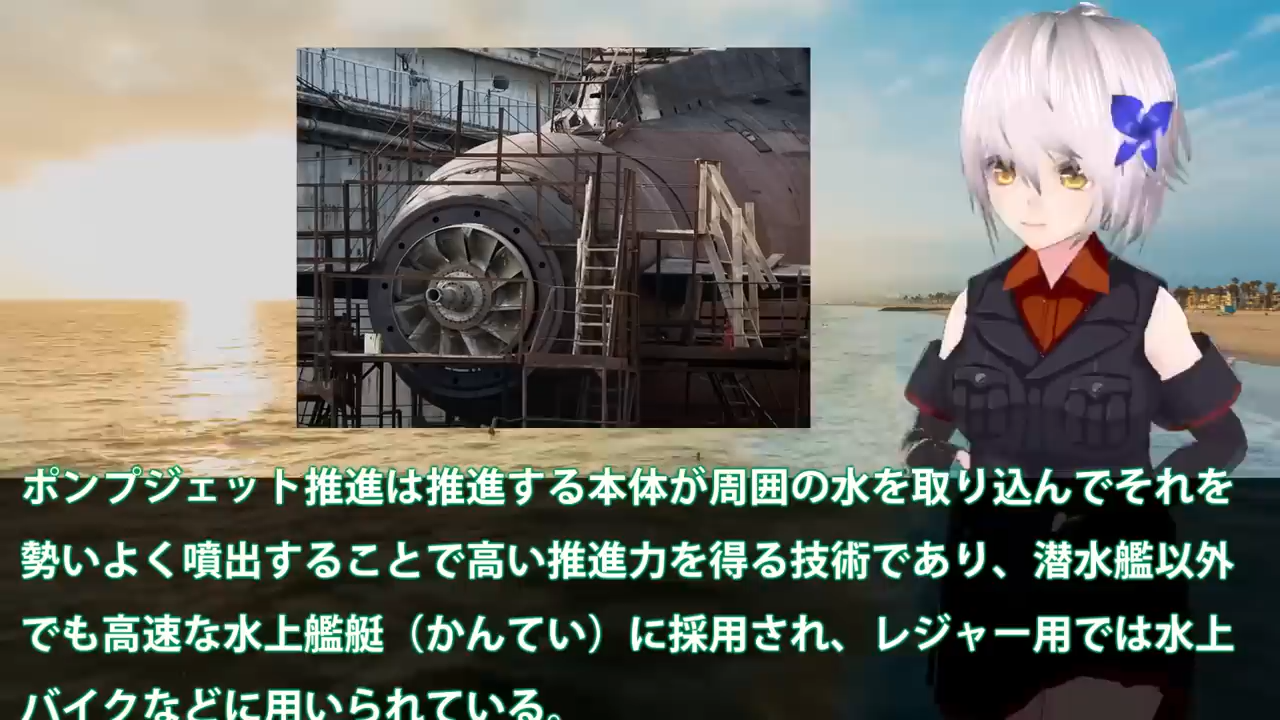 ポンプジェット推進は推進する本体が周囲の水を取り込んでそれを
勢いよく噴出することで高い推進力を得る技術であり、潜水艦以外
でも高速な水上艦艇（かんてい）に採用され、レジャー用では水上
バイクなどに用いられている。